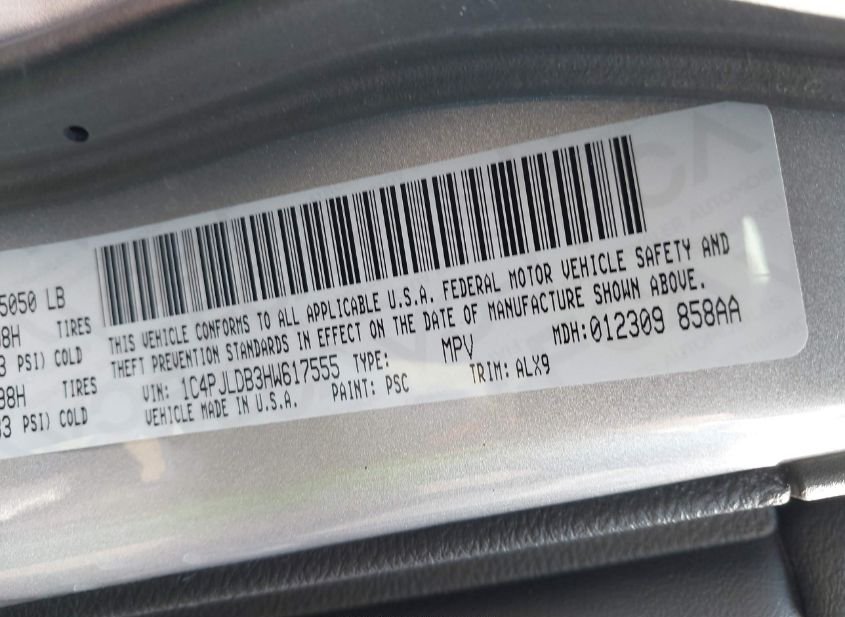 5050 LB
8H TIRES
3 PSI) COLD
98H TIRES
33 PSI) COLD
THIS VEHICLE CONFORMS TO ALL APPLICABLE U.S.A. FEDERAL MOTOR VEHICLE SAFETY AND
THEFT PREVENTION STANDARDS IN EFFECT ON THE DATE OF MANUFACTURE SHOWN ABOVE.
VIN: 1C4PJLDB3HW617555 TYPE: MPV MDH:012309 858AA
VEHICLE MADE IN U.S.A. PAINT: PSC TRIM: ALX9